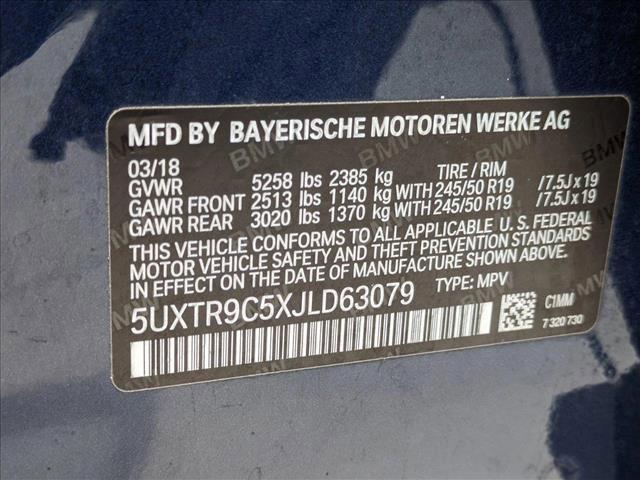 MFD BY BAYERISCHE MOTOREN WERKE AG
03/18 TIRE / RIM
GVWR 5258 lbs 2385 kg
GAWR FRONT 2513 lbs 1140 kg WITH 245/50 R19 /7.5J x 19
GAWR REAR 3020 lbs 1370 kg WITH 245/50 R19 /7.5J x 19
THIS VEHICLE CONFORMS TO ALL APPLICABLE U. S. FEDERAL
MOTOR VEHICLE SAFETY AND THEFT PREVENTION STANDARDS
IN EFFECT ON THE DATE OF MANUFACTURE SHOWN ABOVE.
5UXTR9C5XJLD63079 TYPE: MPV
C1MM
7 320 730